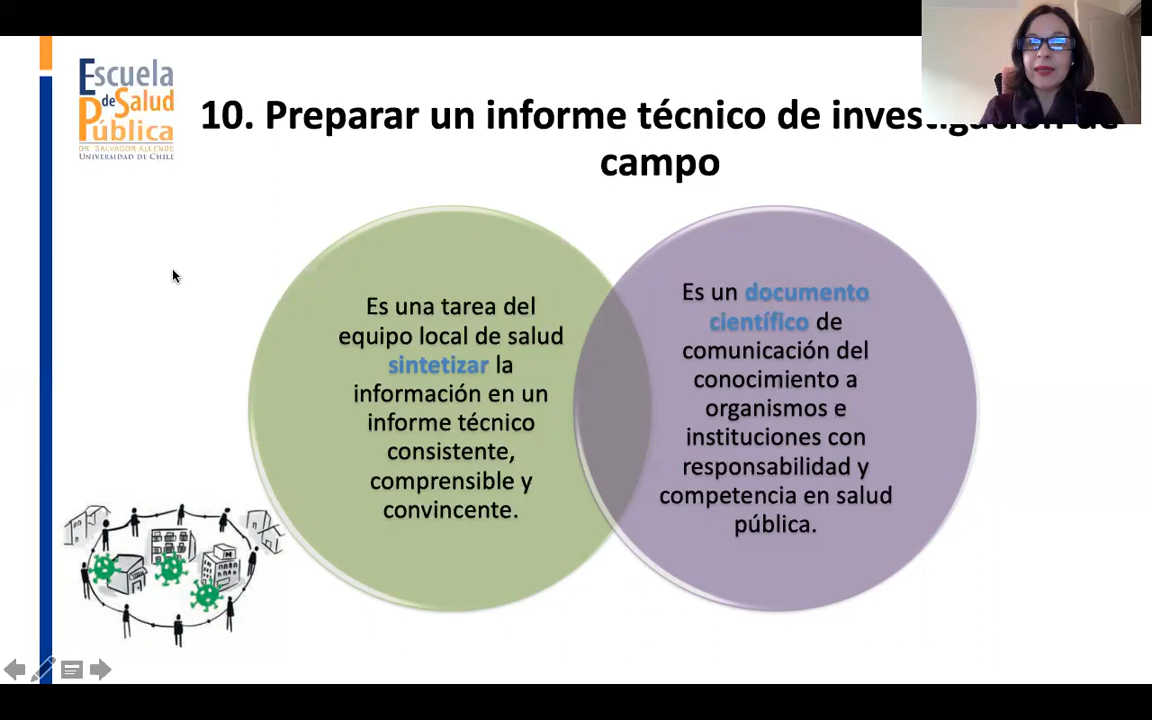 Escuela
de Salud
Pública
DR. SALVADOR ALLENDE
UNIVERSIDAD DE CHILE
10. Preparar un informe técnico de
campo
Es una tarea del
equipo local de salud
sintetizar la
información en un
informe técnico
consistente,
comprensible y
convincente.
Es un documento
científico de
comunicación del
conocimiento a
organismos e
instituciones con
responsabilidad y
competencia en salud
pública.